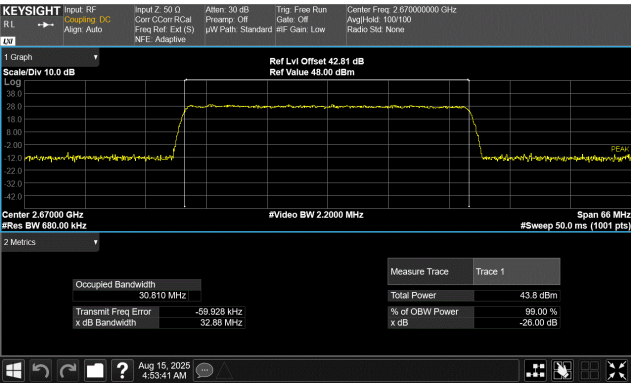 KEYSIGHT Input: RF Input Z: 50 Ω Atten: 30 dB Trig: Free Run Center Freq: 2.670000000 GHz
RL Coupling: DC Corr CCorr RCal Preamp: Off Gate: Off Avg|Hold: 100/100
Align: Auto Freq Ref: Ext (S) µW Path: Standard #IF Gain: Low Radio Std: None
LXI NFE: Adaptive
1 Graph
Ref Lvl Offset 42.81 dB
Scale/Div 10.0 dB Ref Value 48.00 dBm
Log
38.0
28.0
18.0
8.00
-2.00
PEAK
-12.0
-22.0
-32.0
-42.0
Center 2.67000 GHz #Video BW 2.2000 MHz Span 66 MHz
#Res BW 680.00 kHz #Sweep 50.0 ms (1001 pts)
2 Metrics
Measure Trace Trace 1
Occupied Bandwidth
30.810 MHz Total Power 43.8 dBm
Transmit Freq Error -59.928 kHz % of OBW Power 99.00 %
x dB Bandwidth 32.88 MHz x dB -26.00 dB
? Aug 15, 2025
4:53:41 AM